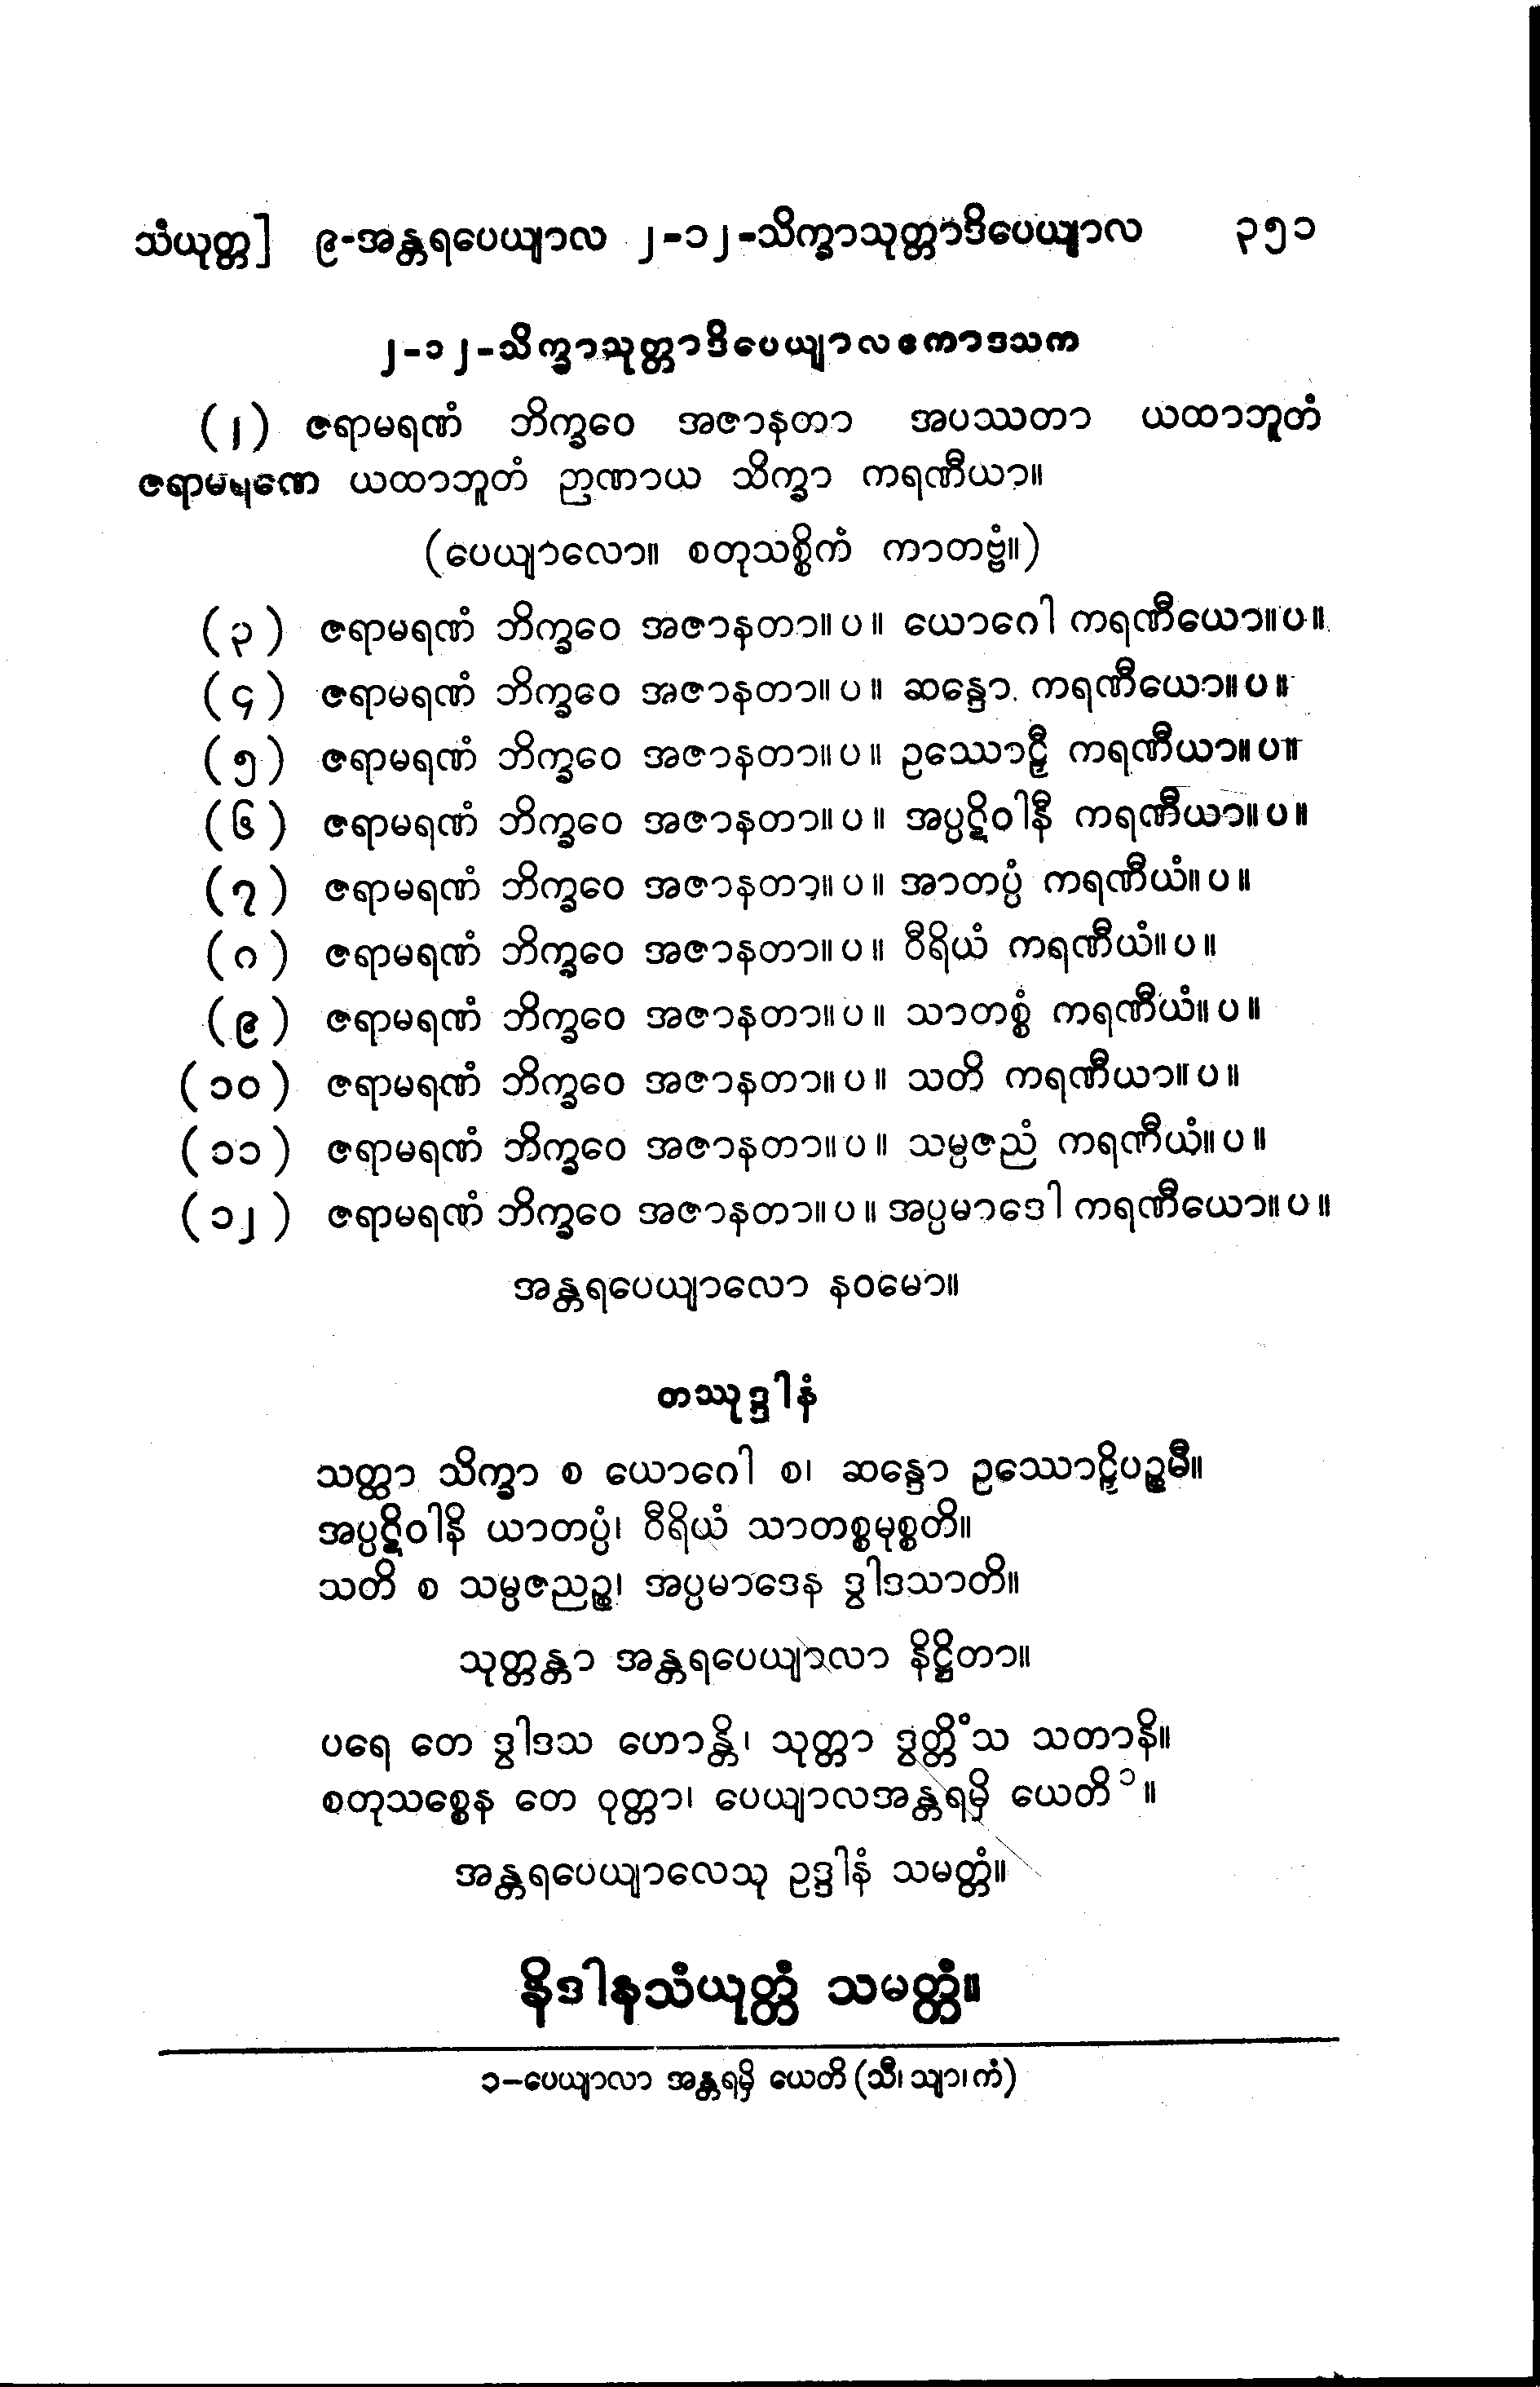 သံယုတ္တ] ၉-အန္တရပေယျာလ ၂-၁၂-သိက္ခာသုတ္တာဒိပေယျာလ ၃၅၁
၂-၁၂-သိက္ခာသုတ္တာဒိပေယျာလဧကာဒသက
(၂) ဇရာမရဏံ ဘိက္ခဝေ အဇာနတာ အပဿတာ ယထာဘူတံ
ဇရာမရဏေ ယထာဘူတံ ဉာဏာယ သိက္ခာ ကရဏီယာ။
(ပေယျာလော။ စတုသစ္စိကံ ကာတဗ္ဗံ။)
(၃) ဇရာမရဏံ ဘိက္ခဝေ အဇာနတာ။ပ။ ယောဂေါ ကရဏီယော။ပ။
(၄) ဇရာမရဏံ ဘိက္ခဝေ အဇာနတာ။ပ။ ဆန္ဒော ကရဏီယော။ပ။
(၅) ဇရာမရဏံ ဘိက္ခဝေ အဇာနတာ။ပ။ ဥဿောဠှီ ကရဏီယာ။ပ။
(၆) ဇရာမရဏံ ဘိက္ခဝေ အဇာနတာ။ပ။ အပ္ပဋိဝါနီ ကရဏီယာ။ပ။
(၇) ဇရာမရဏံ ဘိက္ခဝေ အဇာနတာ။ပ။ အာတပ္ပံ ကရဏီယံ။ပ။
(၈) ဇရာမရဏံ ဘိက္ခဝေ အဇာနတာ။ပ။ ဝီရိယံ ကရဏီယံ။ပ။
(၉) ဇရာမရဏံ ဘိက္ခဝေ အဇာနတာ။ပ။ သာတစ္စံ ကရဏီယံ။ပ။
(၁၀) ဇရာမရဏံ ဘိက္ခဝေ အဇာနတာ။ပ။ သတိ ကရဏီယာ။ပ။
(၁၁) ဇရာမရဏံ ဘိက္ခဝေ အဇာနတာ။ပ။ သမ္ပဇညံ ကရဏီယံ။ပ။
(၁၂) ဇရာမရဏံ ဘိက္ခဝေ အဇာနတာ။ပ။ အပ္ပမာဒေါ ကရဏီယော။ပ။
အန္တရပေယျာလော နဝမော။
တဿုဒ္ဒါနံ
သတ္ထာ သိက္ခာ စ ယောဂေါ စ၊ ဆန္ဒော ဥဿောဠှိပဉ္စမီ။
အပ္ပဋိဝါနိ ယာတပ္ပံ၊ ဝီရိယံ သာတစ္စမုစ္စတိ။
သတိ စ သမ္ပဇညဉ္စ၊ အပ္ပမာဒေန ဒွါဒသာတိ။
သုတ္တန္တာ အန္တရပေယျာလာ နိဋ္ဌိတာ။
ပရေ တေ ဒွါဒသ ဟောန္တိ၊ သုတ္တာ ဒွတ္တိံသ သတာနိ။
စတုသစ္စေန တေ ဝုတ္တာ၊ ပေယျာလအန္တရမှိ ယေတိ ၁။
အန္တရပေယျာလေသု ဥဒ္ဒါနံ သမတ္တံ။
နိဒါနသံယုတ္တံ သမတ္တံ။
၁–ပေယျာလာ အန္တရမှိ ယေတိ (သီ၊ သျာ၊ ကံ)